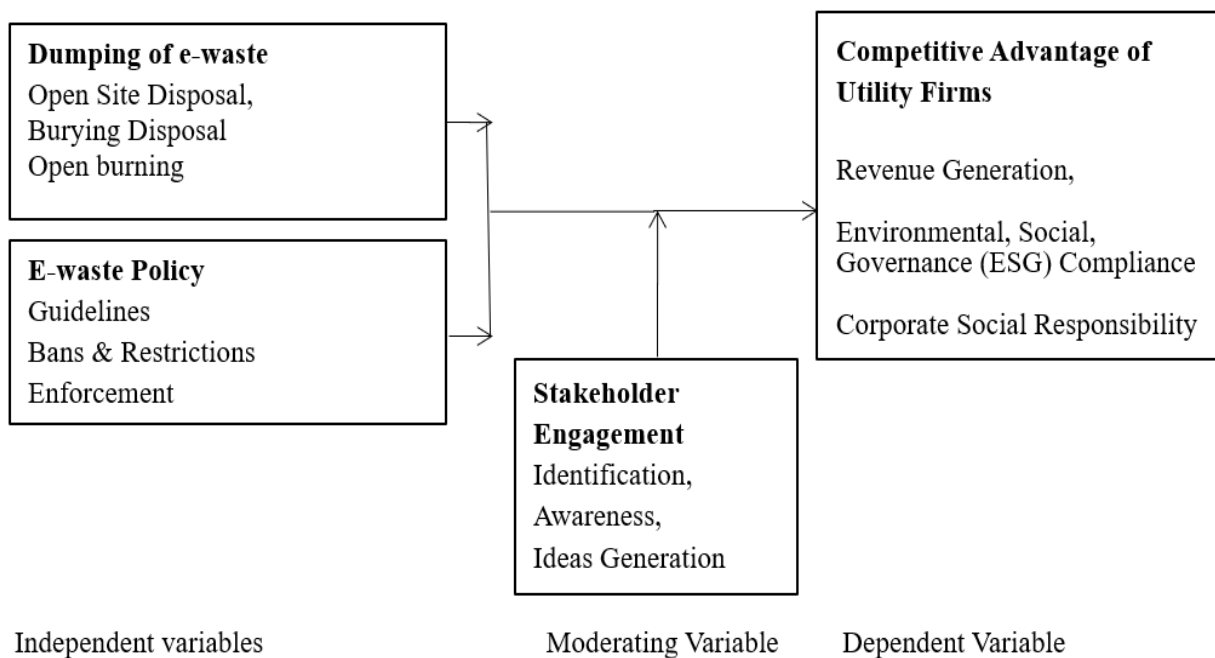 Dumping of e-waste
Open Site Disposal,
Burying Disposal
Open burning
E-waste Policy
Guidelines
Bans & Restrictions
Enforcement
Stakeholder
Engagement
Identification,
Awareness,
Ideas Generation
Competitive Advantage of
Utility Firms
Revenue Generation,
Environmental, Social,
Governance (ESG) Compliance
Corporate Social Responsibility
Independent variables
Moderating Variable
Dependent Variable